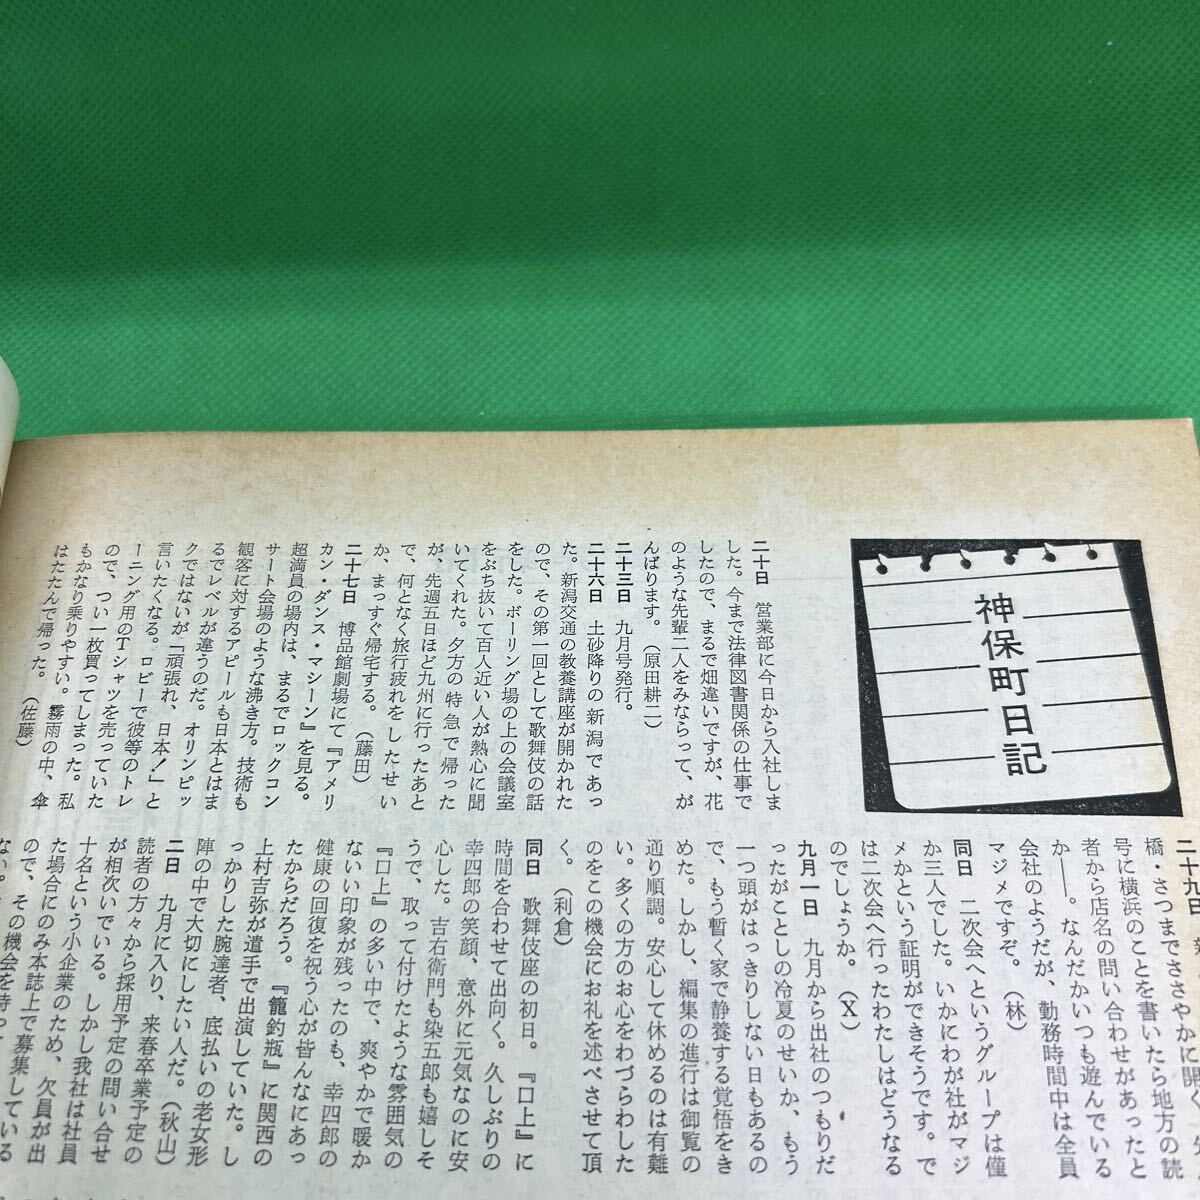 神保町日記
二十日　営業部に今日から入社しま
した。今まで法律図書関係の仕事で
したので、まるで畑違いですが、花
のような先輩二人をみならって、が
んばります。（原田耕二）
二十三日　九月号発行。
二十六日　土砂降りの新潟であっ
た。新潟交通の教養講座が開かれた
ので、その第一回として歌舞伎の話
をした。ボーリング場の上の会議室
をぶち抜いて百人近い人が熱心に聞
いてくれた。夕方の特急で帰った
が、先週五日ほど九州に行ったあと
で、何となく旅行疲れをしたせい
か、まっすぐ帰宅する。（藤田）
二十七日　博品館劇場にて『アメリ
カン・ダンス・マシーン』を見る。
超満員の場内は、まるでロックコン
サート会場のような沸き方。技術も
観客に対するアピールも日本とはま
るでレベルが違うのだ。オリンピッ
クではないが「頑張れ、日本！」と
言いたくなる。ロビーで彼等のトレ
ーニング用のTシャツを売っていた
ので、つい一枚買ってしまった。私
もかなり乗りやすい。霧雨の中、傘
はたたんで帰った。（佐藤）
二十九日
橋・さつまでささやかに開く。
号に横浜のことを書いたら地方の読
者から店名の問い合わせがあったと
か――。なんだかいつも遊んでいる
会社のようだが、勤務時間中は全員
マジメですぞ。（林）
同日　二次会へというグループは僅
か三人でした。いかにわが社がマジ
メかという証明ができそうです。で
は二次会へ行ったわたしはどうなる
のでしょうか。（X）
九月一日　九月から出社のつもりだ
ったがことしの冷夏のせいか、もう
一つ頭がはっきりしない日もあるの
で、もう暫く家で静養する覚悟をき
めた。しかし、編集の進行は御覧の
通り順調。安心して休めるのは有難
い。多くの方のお心をわづらわした
のをこの機会にお礼を述べさせて頂
く。（利倉）
同日　歌舞伎座の初日。『口上』に
時間を合わせて出向く。久しぶりの
幸四郎の笑顔、意外に元気なのに安
心した。吉右衛門も染五郎も嬉しそ
うで、取って付けたような雰囲気の
『口上』の多い中で、爽やかで暖か
ないい印象が残ったのも、幸四郎の
健康の回復を祝う心が皆んなにあっ
たからだろう。『籠釣瓶』に関西の
上村吉弥が遣手で出演していた。し
っかりした腕達者、底払いの老女形
陣の中で大切にしたい人だ。（秋山）
二日　九月に入り、来春卒業予定の
読者の方々から採用予定の問い合せ
が相次いでいる。しかし我社は社員
十名という小企業のため、欠員が出
た場合にのみ本誌上で募集している
ので、その機会を待っ